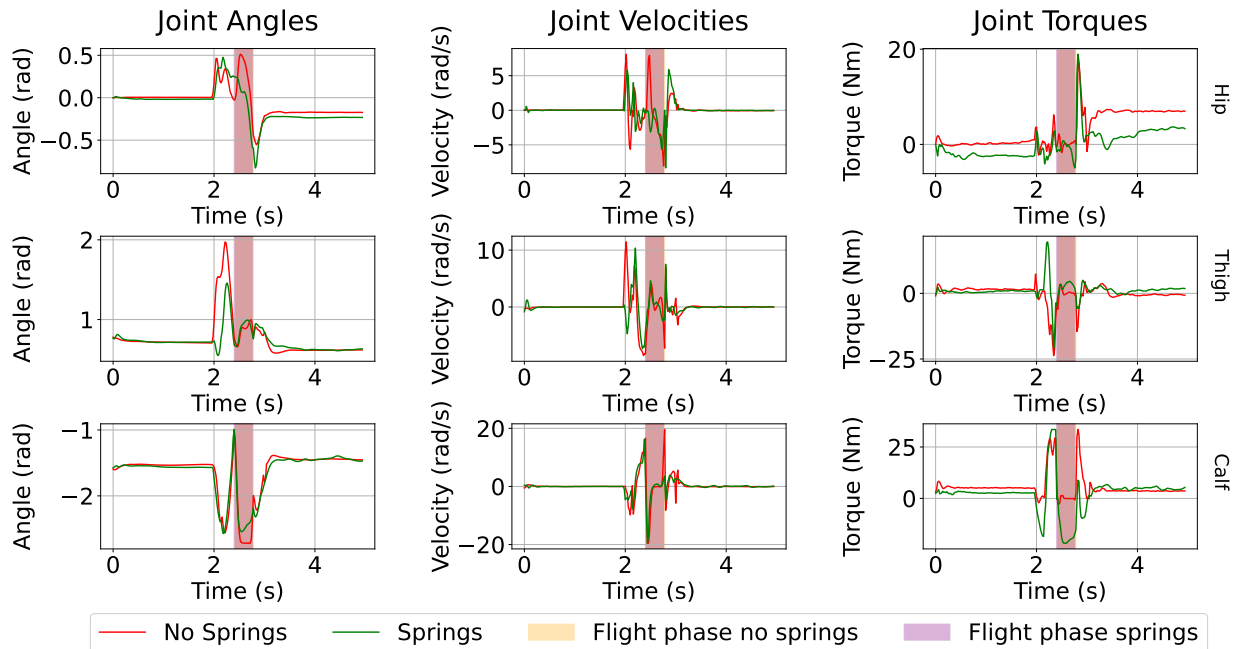 Joint Angles
Joint Velocities
Joint Torques
Angle (rad)
0.5
0.0
−0.5
0
2
4
Time (s)
Velocity (rad/s)
5
0
−5
0
2
4
Time (s)
Torque (Nm)
20
0
0
2
4
Time (s)
Hip
Angle (rad)
2
1
0
2
4
Time (s)
Velocity (rad/s)
10
0
0
2
4
Time (s)
Torque (Nm)
0
−25
0
2
4
Time (s)
Thigh
Angle (rad)
−1
−2
0
2
4
Time (s)
Velocity (rad/s)
20
0
−20
0
2
4
Time (s)
Torque (Nm)
25
0
0
2
4
Time (s)
Calf
No Springs
Springs
Flight phase no springs
Flight phase springs